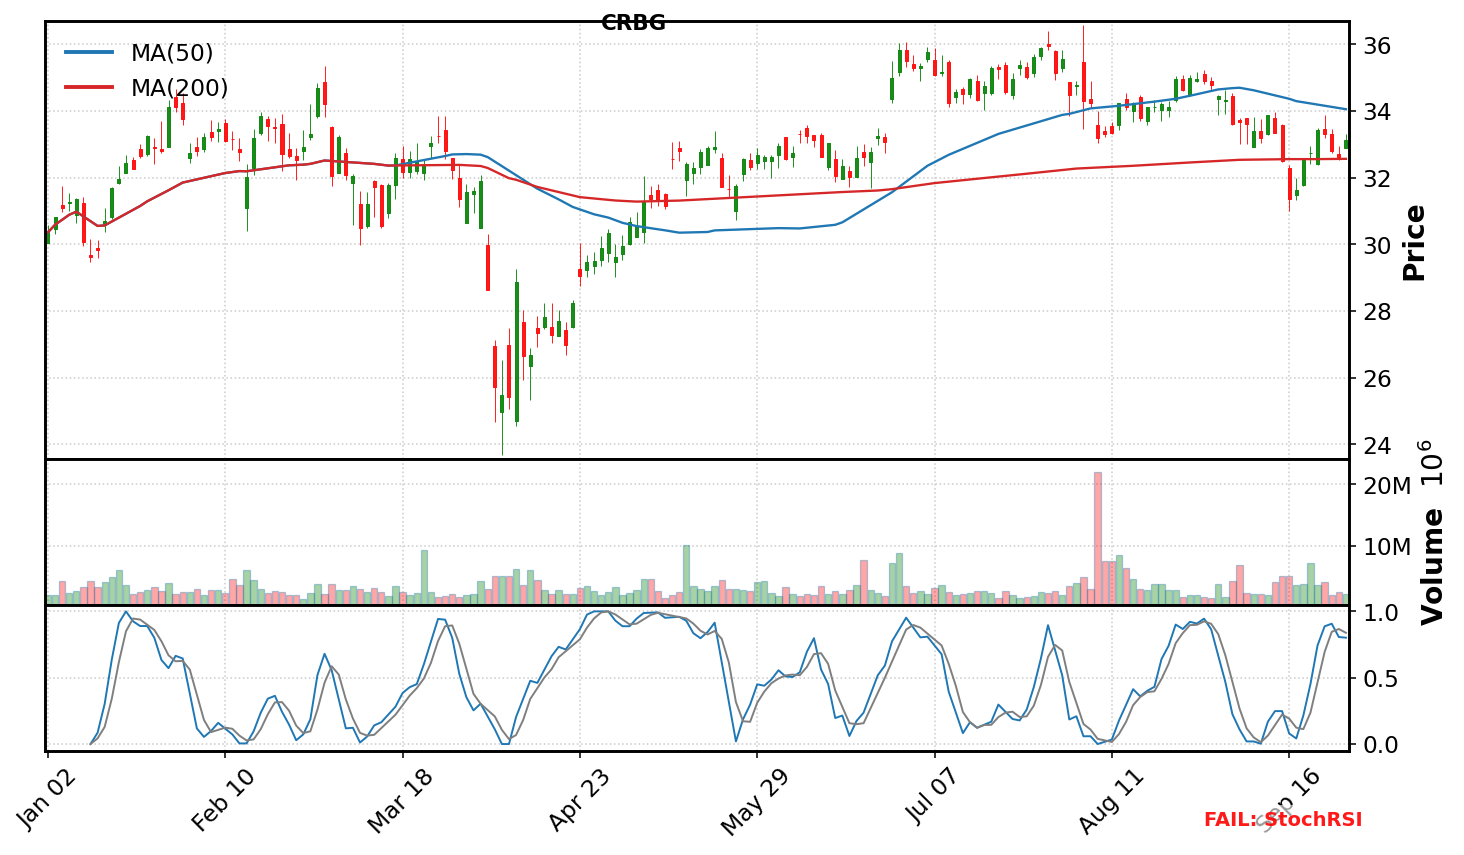 CRBG
MA(50)
MA(200)
36
34
32
30
28
26
24
Price
20M
10M
Volume 10^6
1.0
0.5
0.0
Jan 02
Feb 10
Mar 18
Apr 23
May 29
Jul 07
Aug 11
Sep 16
FAIL: StochRSI